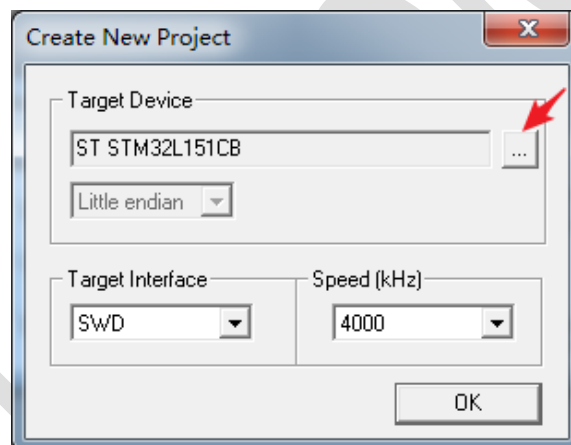 Create New Project
Target Device
ST STM32L151CB
...
Little endian
Target Interface
Speed (kHz)
SWD
4000
OK